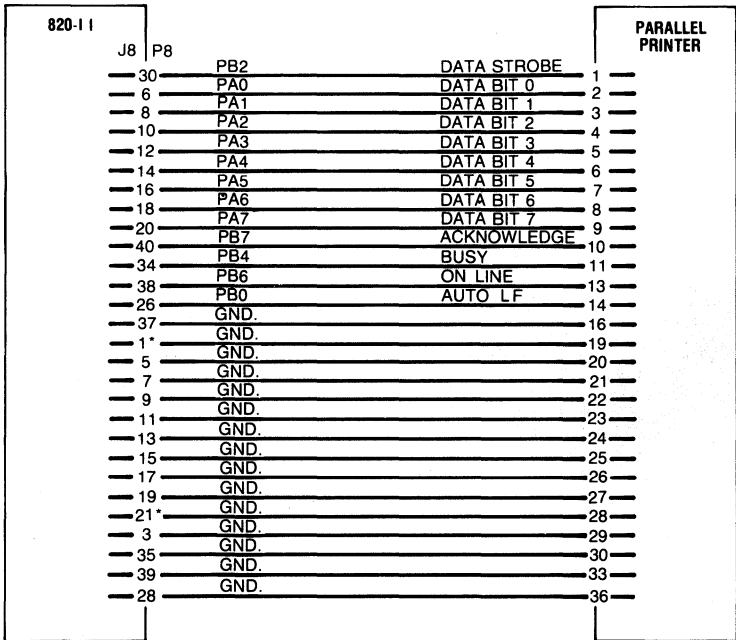 820-II
PARALLEL
PRINTER
J8 P8
30 PB2 DATA STROBE 1
6 PA0 DATA BIT 0 2
8 PA1 DATA BIT 1 3
10 PA2 DATA BIT 2 4
12 PA3 DATA BIT 3 5
14 PA4 DATA BIT 4 6
16 PA5 DATA BIT 5 7
18 PA6 DATA BIT 6 8
20 PA7 DATA BIT 7 9
40 PB7 ACKNOWLEDGE 10
34 PB4 BUSY 11
38 PB6 ON LINE 13
26 PB0 AUTO LF 14
37 GND. 16
1* GND. 19
5 GND. 20
7 GND. 21
9 GND. 22
11 GND. 23
13 GND. 24
15 GND. 25
17 GND. 26
19 GND. 27
21* GND. 28
3 GND. 29
35 GND. 30
39 GND. 33
28 GND. 36